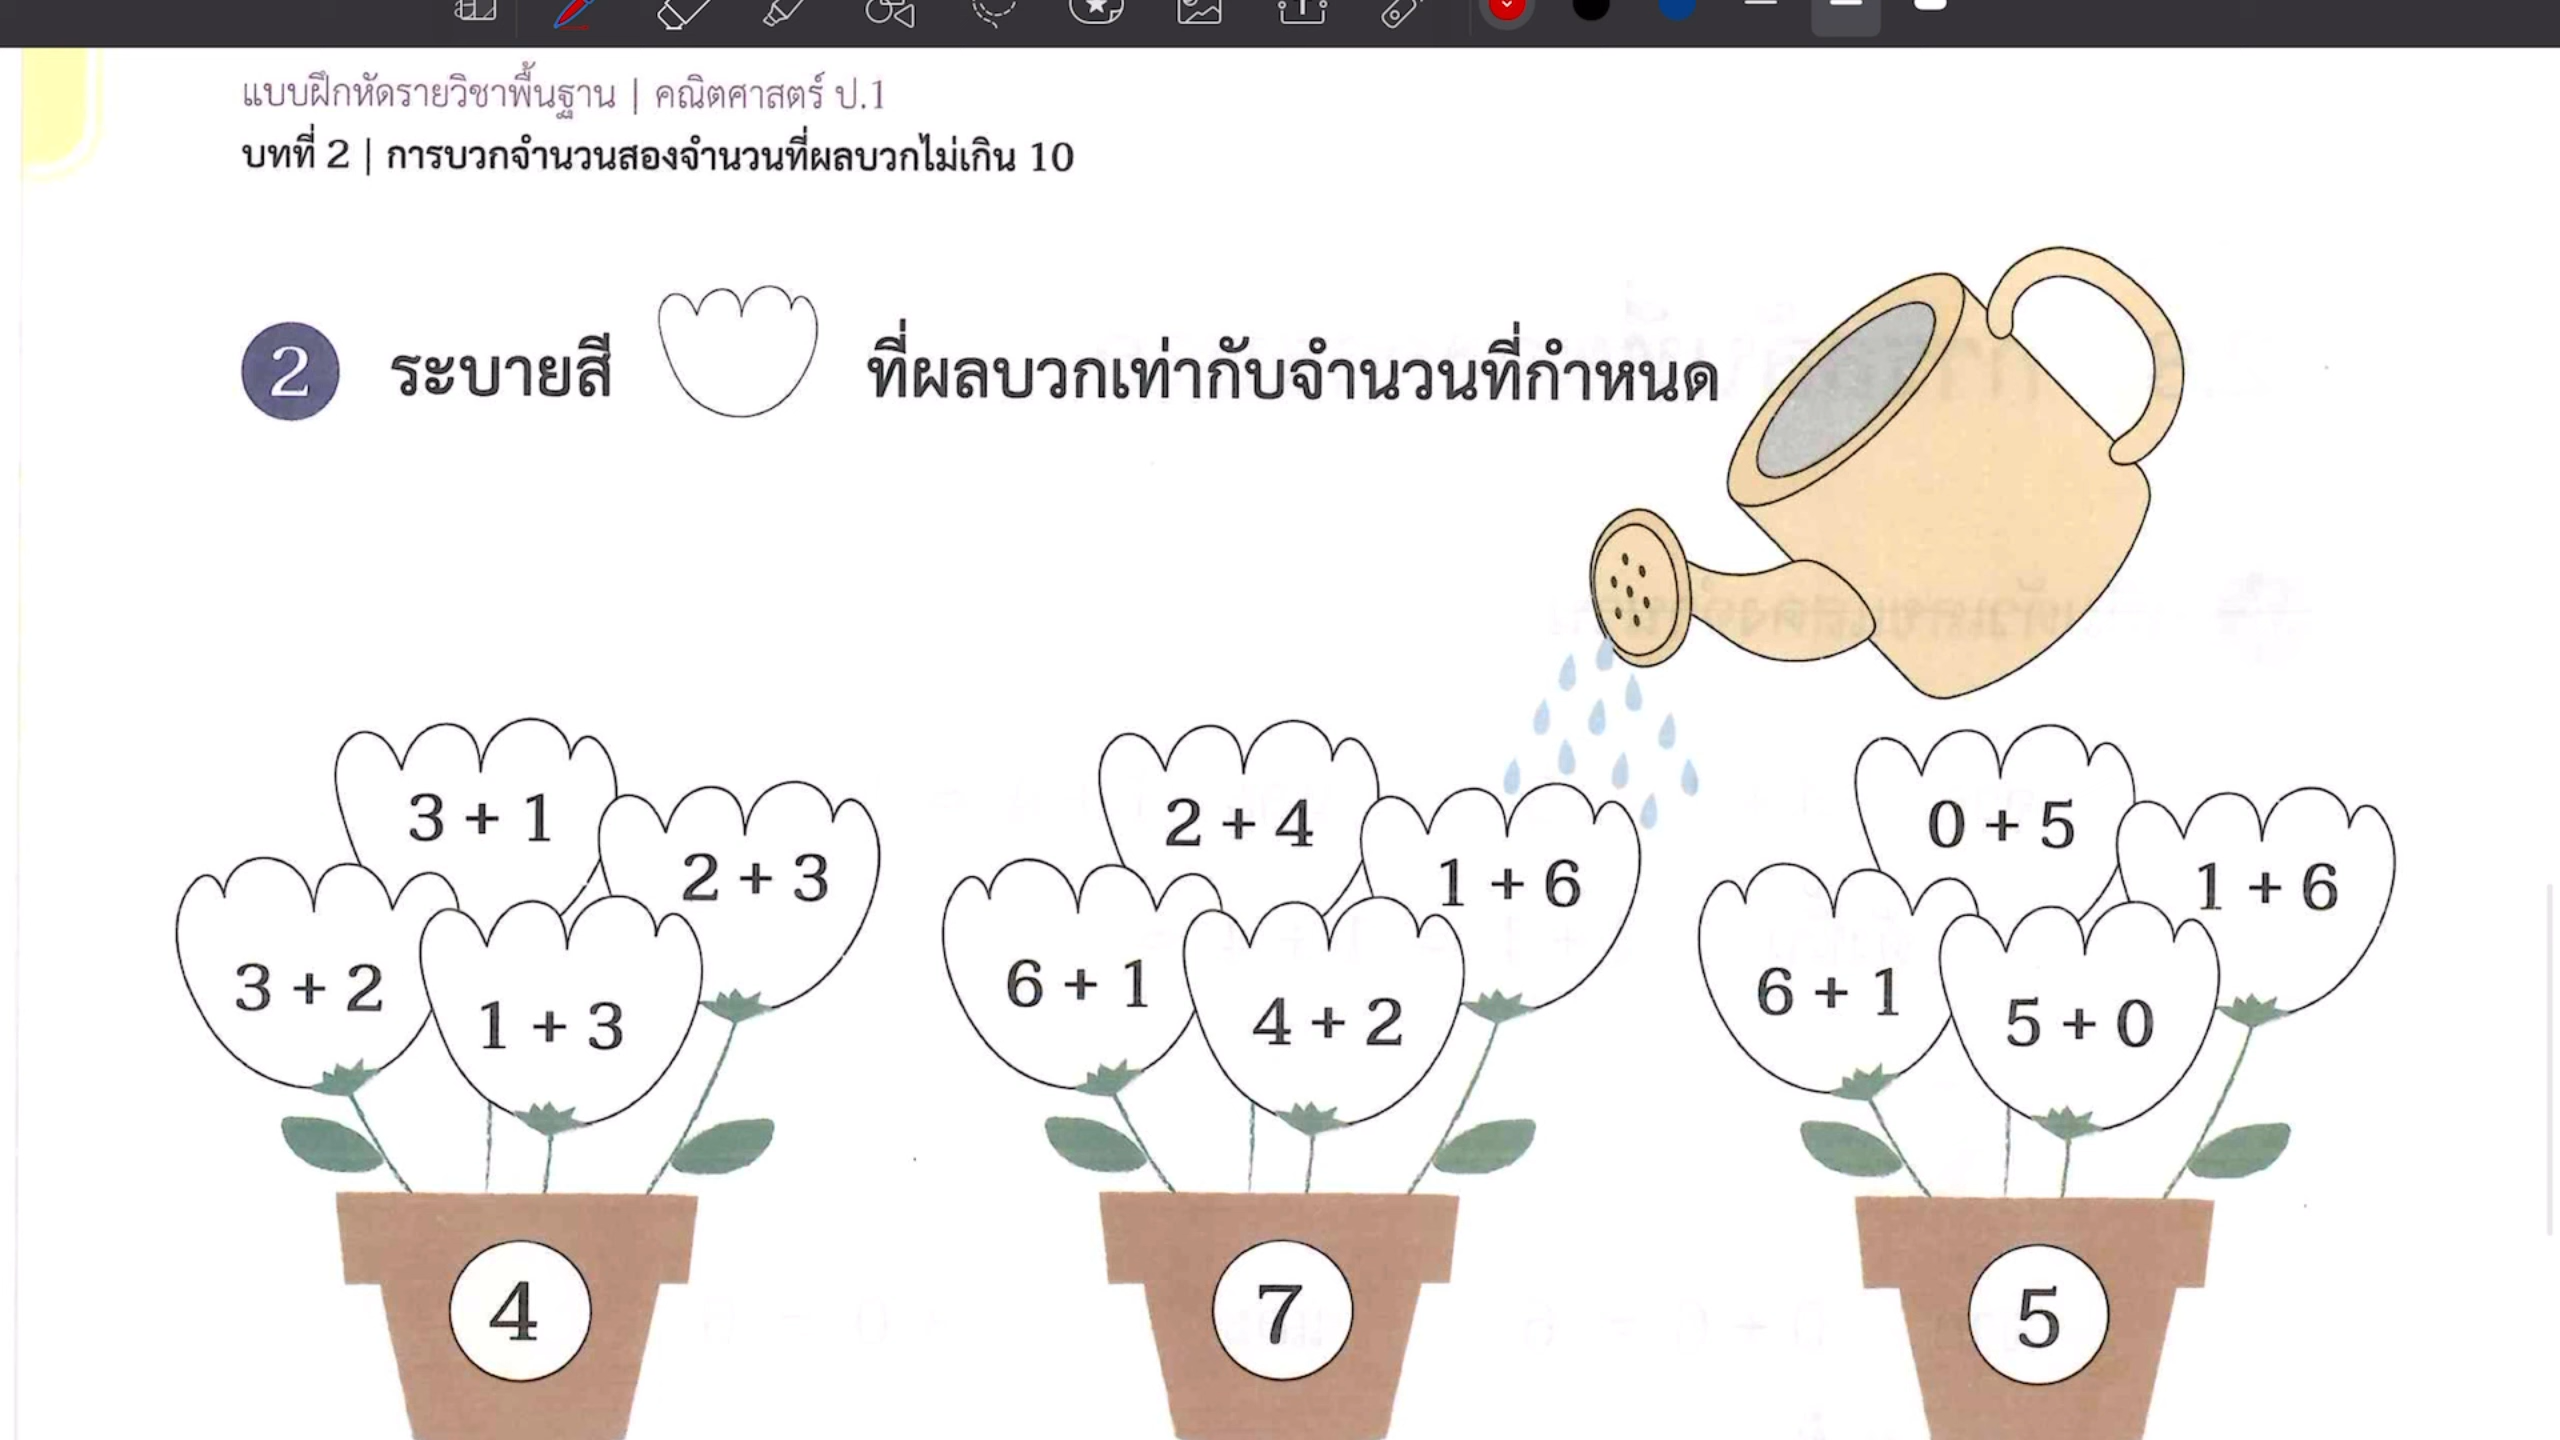 แบบฝึกหัดรายวิชาพื้นฐาน | คณิตศาสตร์ ป.1
บทที่ 2 | การบวกจำนวนสองจำนวนที่ผลบวกไม่เกิน 10
2 ระบายสี ที่ผลบวกเท่ากับจำนวนที่กำหนด
3 + 1
2 + 3
3 + 2
1 + 3
4
2 + 4
1 + 6
6 + 1
4 + 2
7
0 + 5
1 + 6
6 + 1
5 + 0
5